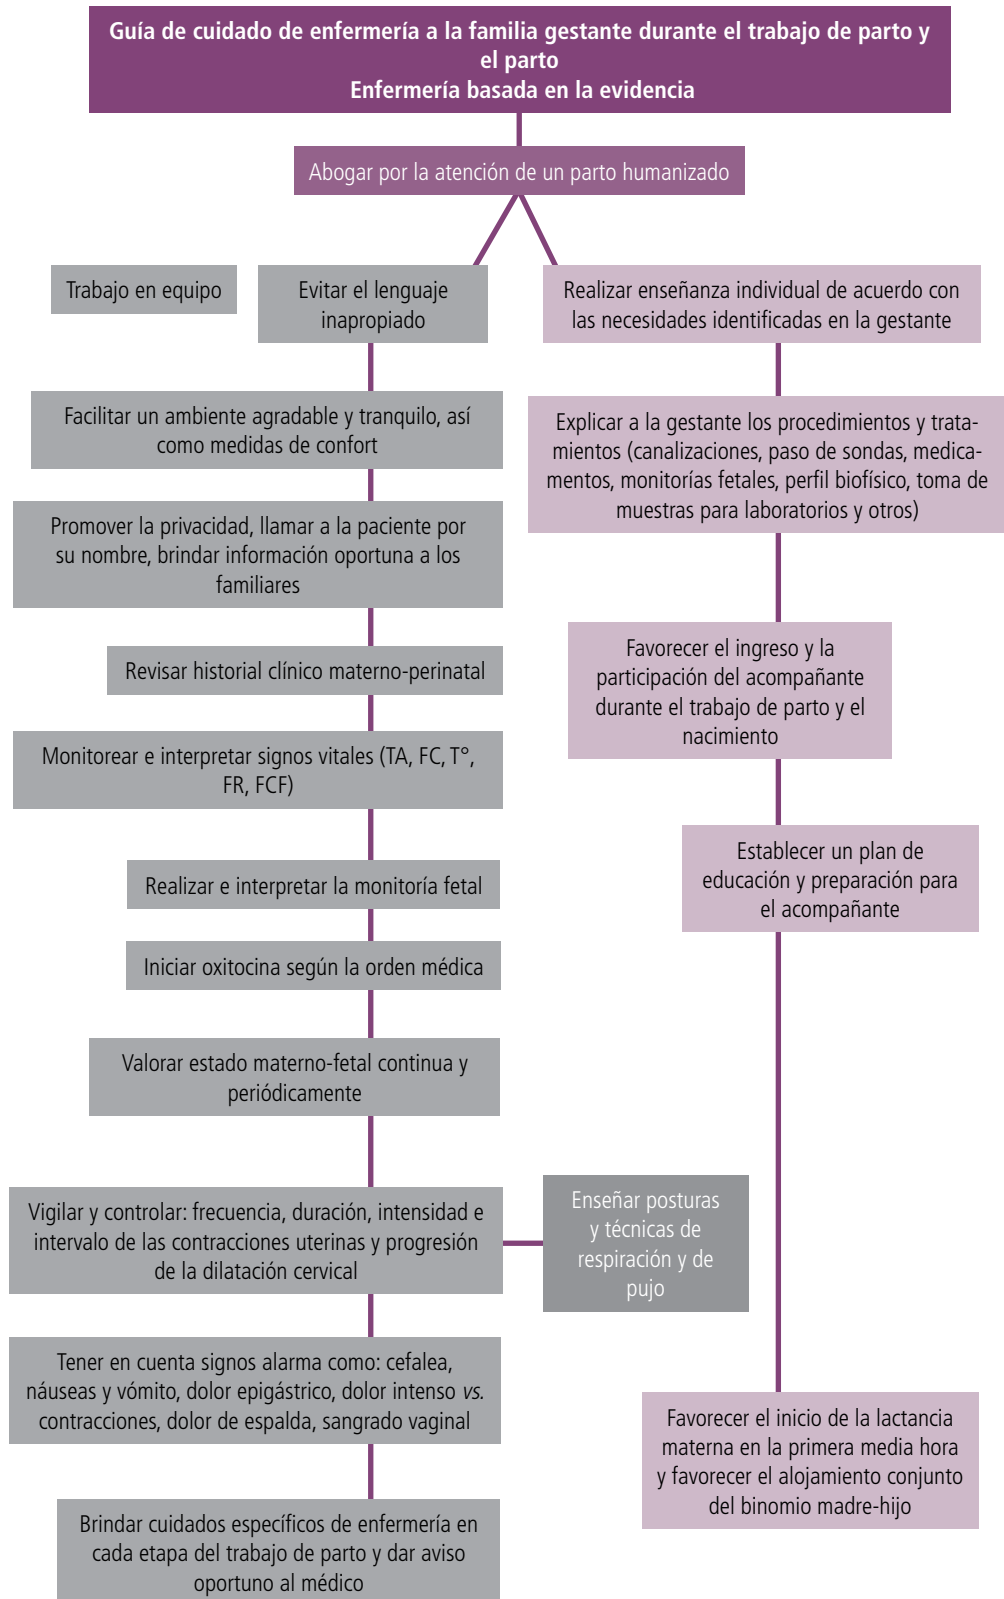 Guía de cuidado de enfermería a la familia gestante durante el trabajo de parto y
el parto
Enfermería basada en la evidencia
Abogar por la atención de un parto humanizado
Trabajo en equipo
Evitar el lenguaje
inapropiado
Facilitar un ambiente agradable y tranquilo, así
como medidas de confort
Promover la privacidad, llamar a la paciente por
su nombre, brindar información oportuna a los
familiares
Revisar historial clínico materno-perinatal
Monitorear e interpretar signos vitales (TA, FC, T°,
FR, FCF)
Realizar e interpretar la monitoría fetal
Iniciar oxitocina según la orden médica
Valorar estado materno-fetal continua y
periódicamente
Vigilar y controlar: frecuencia, duración, intensidad e
intervalo de las contracciones uterinas y progresión
de la dilatación cervical
Enseñar posturas
y técnicas de
respiración y de
pujo
Tener en cuenta signos alarma como: cefalea,
náuseas y vómito, dolor epigástrico, dolor intenso vs.
contracciones, dolor de espalda, sangrado vaginal
Brindar cuidados específicos de enfermería en
cada etapa del trabajo de parto y dar aviso
oportuno al médico
Realizar enseñanza individual de acuerdo con
las necesidades identificadas en la gestante
Explicar a la gestante los procedimientos y trata-
mientos (canalizaciones, paso de sondas, medica-
mentos, monitorías fetales, perfil biofísico, toma de
muestras para laboratorios y otros)
Favorecer el ingreso y la
participación del acompañante
durante el trabajo de parto y el
nacimiento
Establecer un plan de
educación y preparación para
el acompañante
Favorecer el inicio de la lactancia
materna en la primera media hora
y favorecer el alojamiento conjunto
del binomio madre-hijo